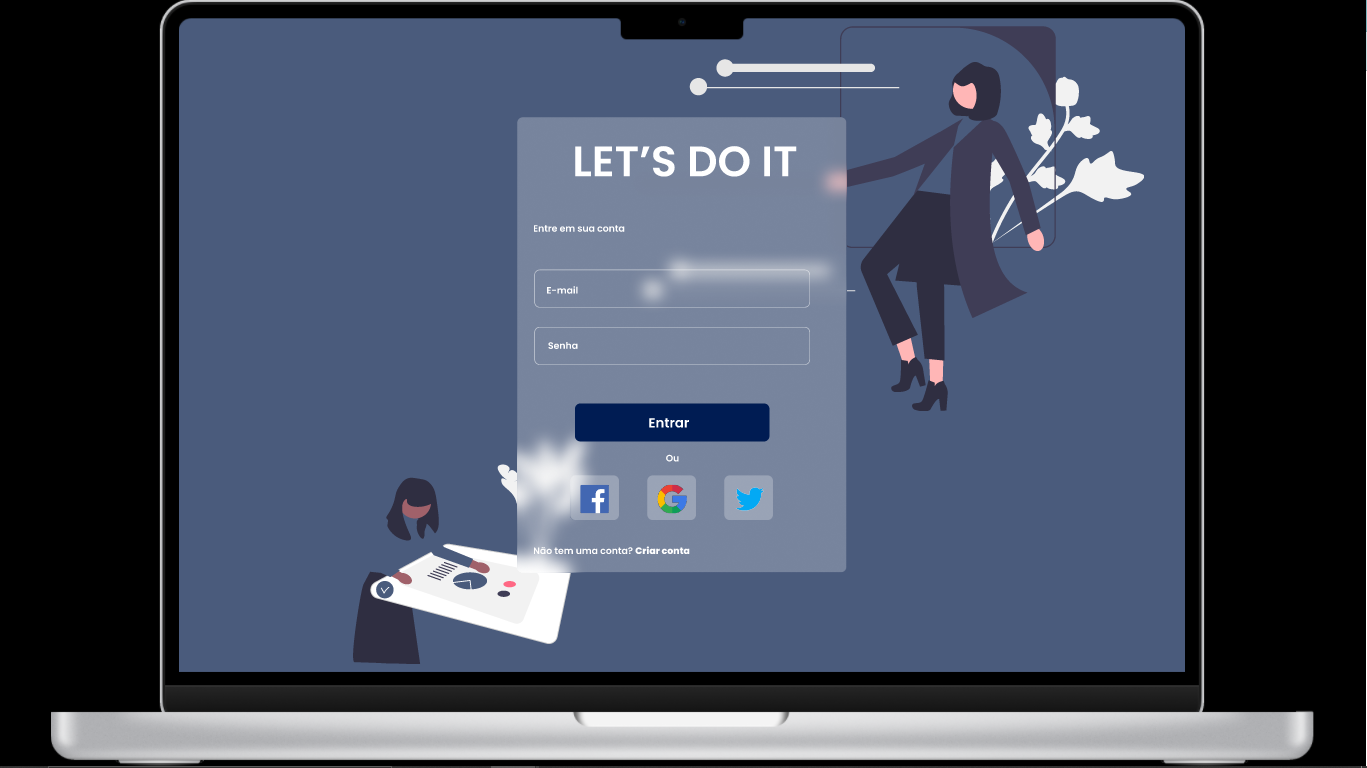 LET’S DO IT
Entre em sua conta
E-mail
Senha
Entrar
Ou
Não tem uma conta? Criar conta